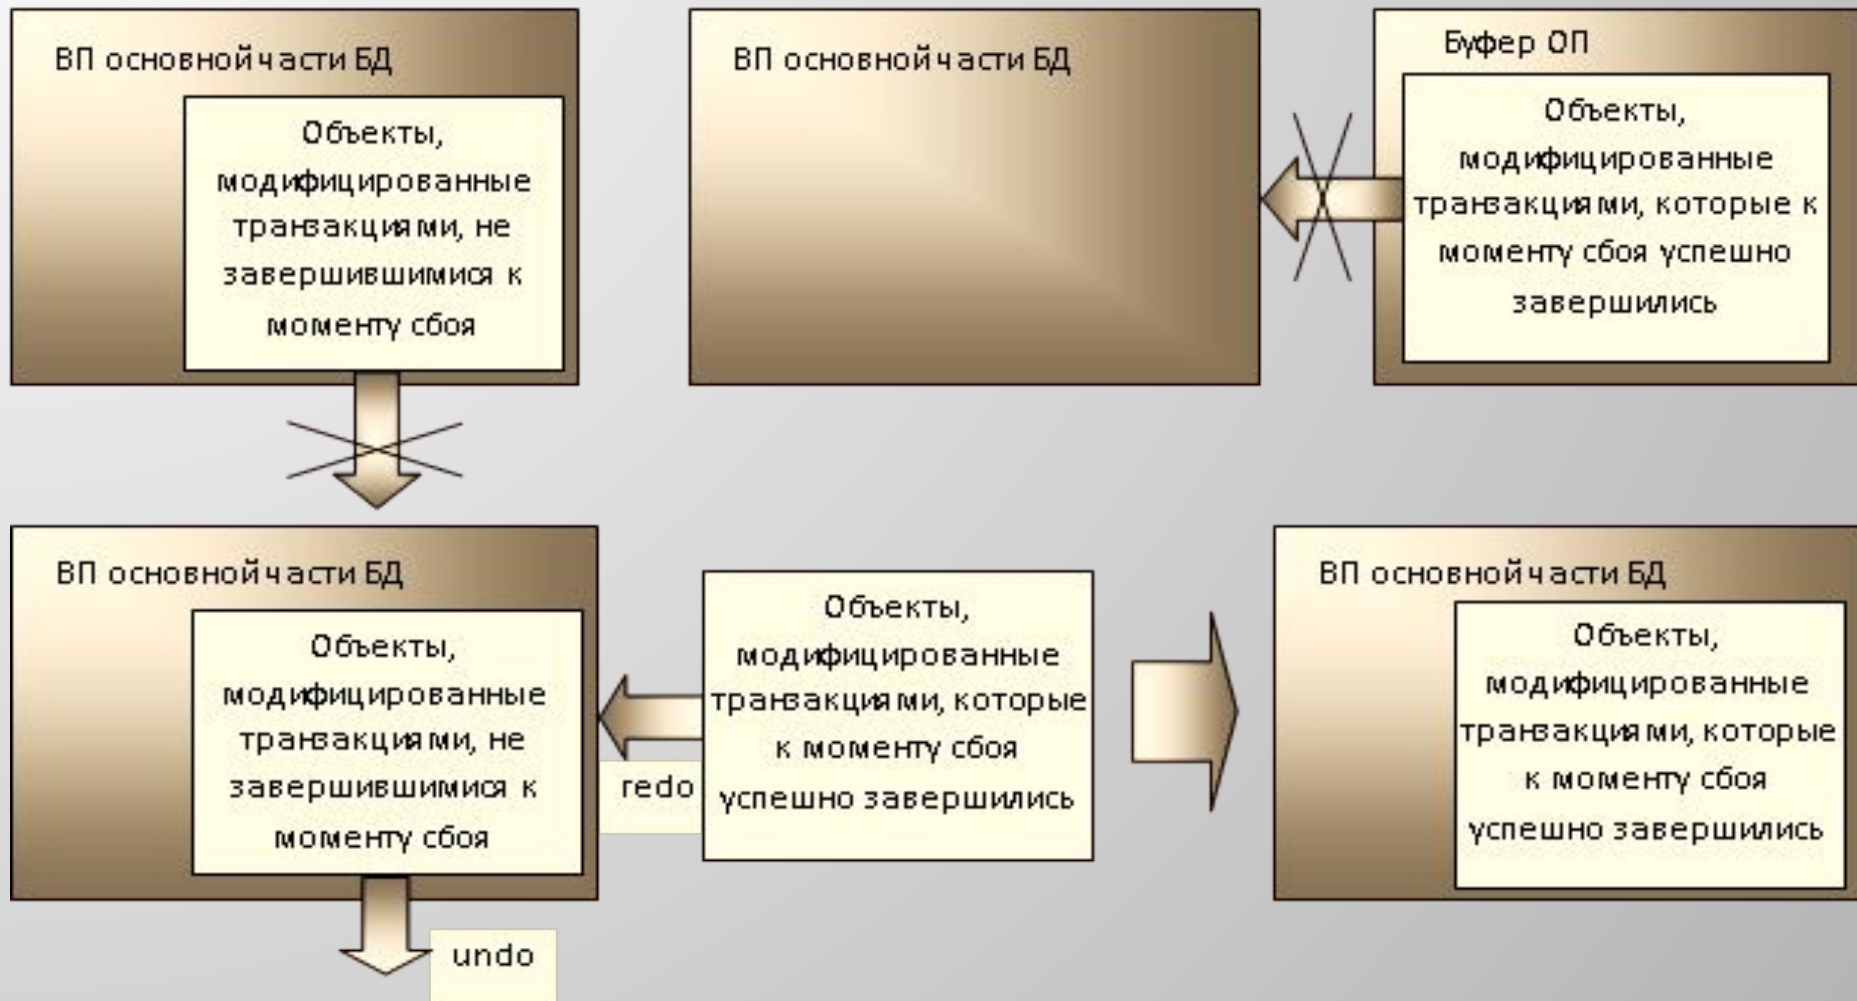 ВП основной части БД
Объекты,
модифицированные
транзакциями, не
завершившимися к
моменту сбоя
ВП основной части БД
Буфер ОП
Объекты,
модифицированные
транзакциями, которые к
моменту сбоя успешно
завершились
ВП основной части БД
Объекты,
модифицированные
транзакциями, не
завершившимися к
моменту сбоя
undo
redo
Объекты,
модифицированные
транзакциями, которые
к моменту сбоя
успешно завершились
ВП основной части БД
Объекты,
модифицированные
транзакциями, которые
к моменту сбоя
успешно завершились